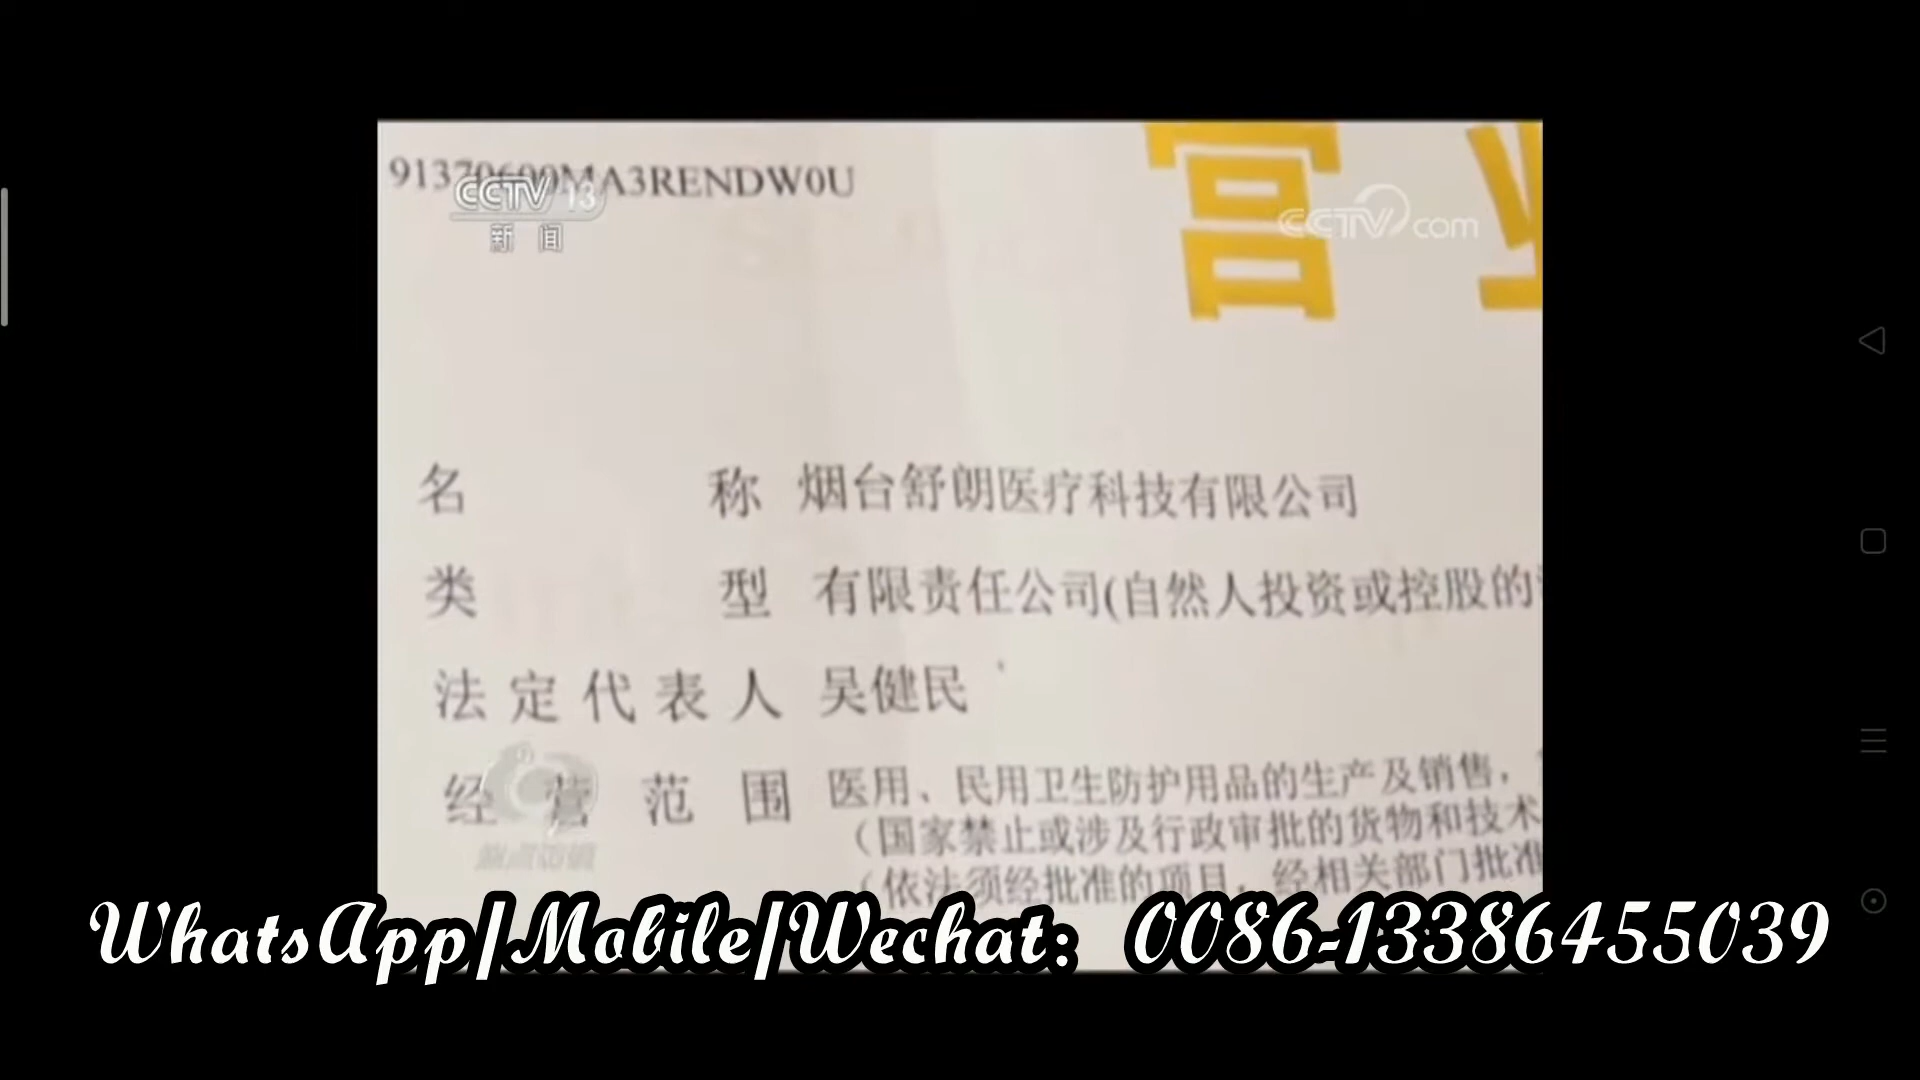 91370600MA3RENDW0U
CCTV 13
新闻
营业
CCTV.com
名称 烟台舒朗医疗科技有限公司
类型 有限责任公司(自然人投资或控股的
法定代表人 吴健民
经营范围 医用、民用卫生防护用品的生产及销售，
（国家禁止或涉及行政审批的货物和技术
（依法须经批准的项目，经相关部门批准
WhatsApp/Mobile/Wechat: 0086-13386455039